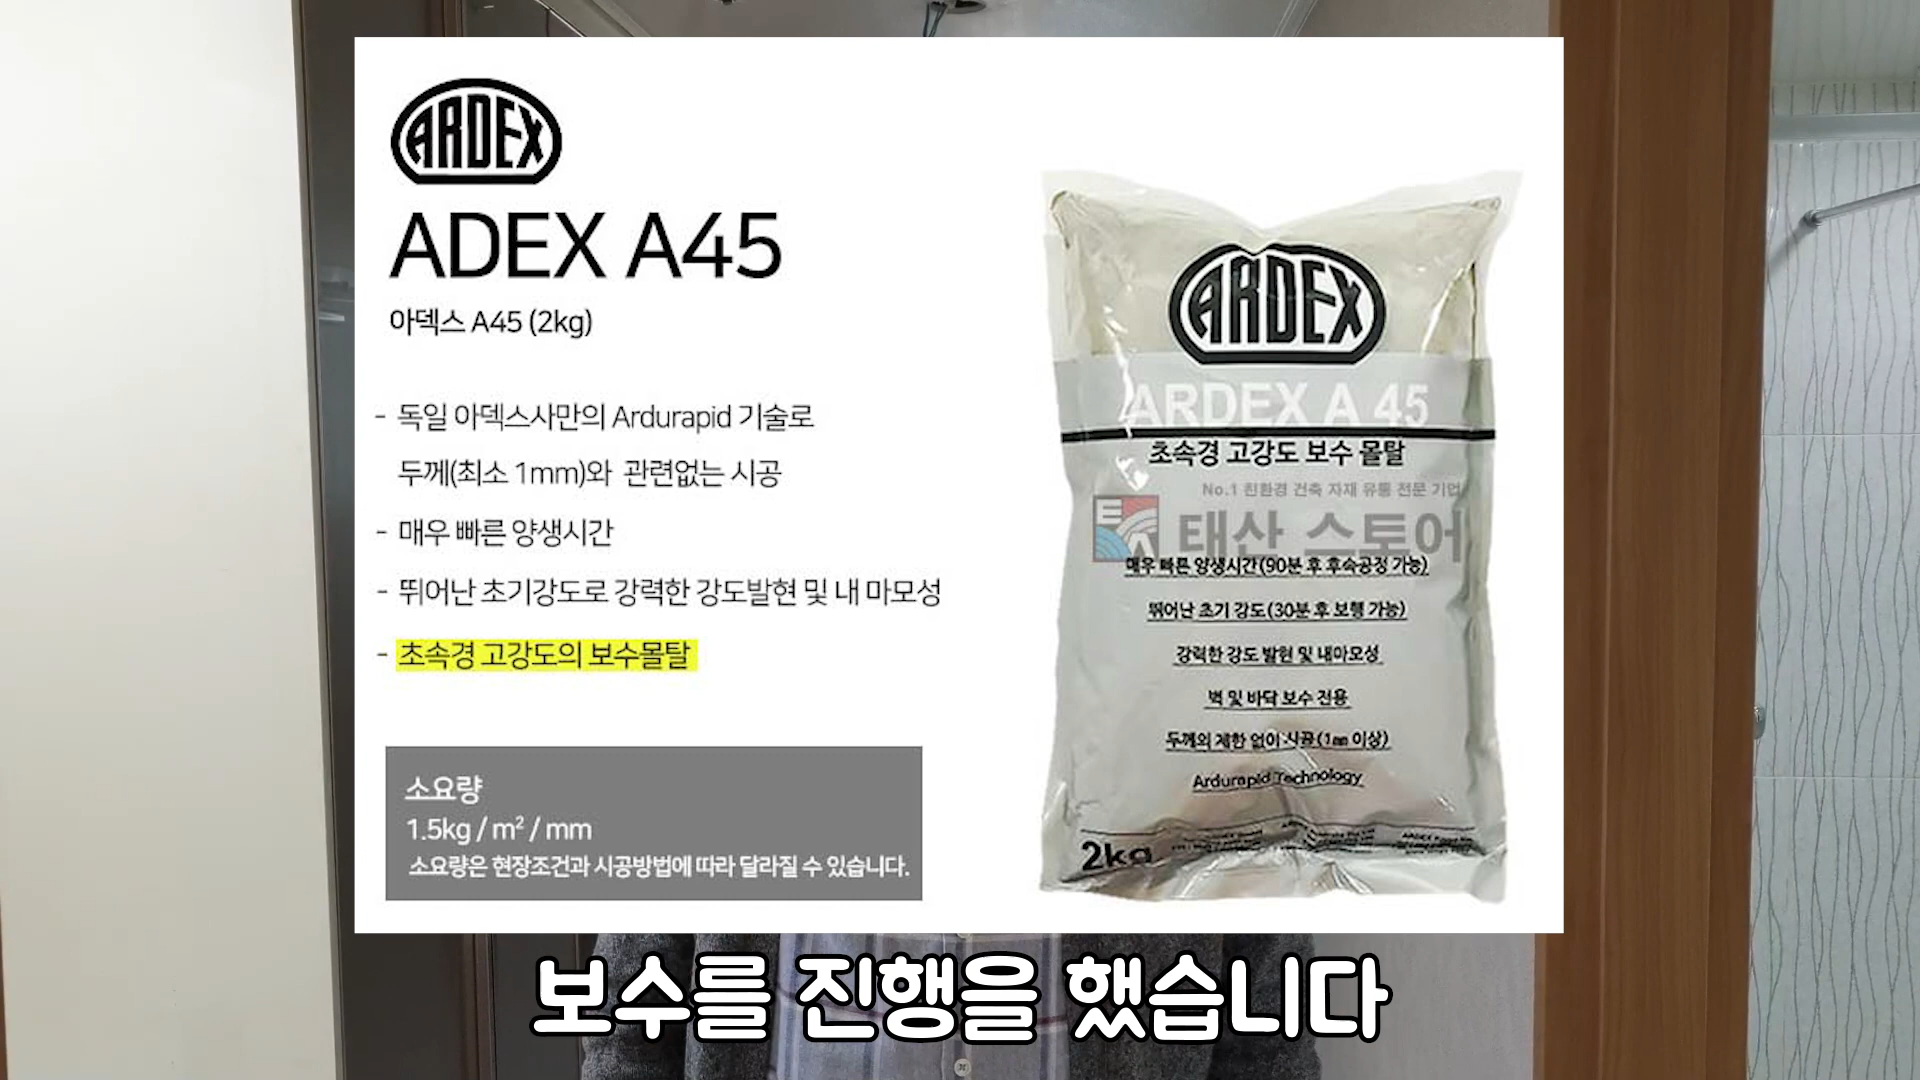 ARDEX
ADEX A45
아덱스 A45 (2kg)
- 독일 아덱스사만의 Ardurapid 기술로
두께(최소 1mm)와 관련없는 시공
- 매우 빠른 양생시간
- 뛰어난 초기강도로 강력한 강도발현 및 내 마모성
- 초속경 고강도의 보수몰탈
소요량
1.5kg / m² / mm
소요량은 현장조건과 시공방법에 따라 달라질 수 있습니다.
ARDEX
ARDEX A 45
초속경 고강도 보수 몰탈
No.1 친환경 건축 자재 유통 전문 기업
태산 스토어
매우 빠른 양생시간(90분 후 후속공정 가능)
뛰어난 초기 강도(30분 후 보행 가능)
강력한 강도 발현 및 내마모성
벽 및 바닥 보수 전용
두께의 제한 없이 시공(1mm 이상)
Ardurapid Technology
2kg
보수를 진행을 했습니다